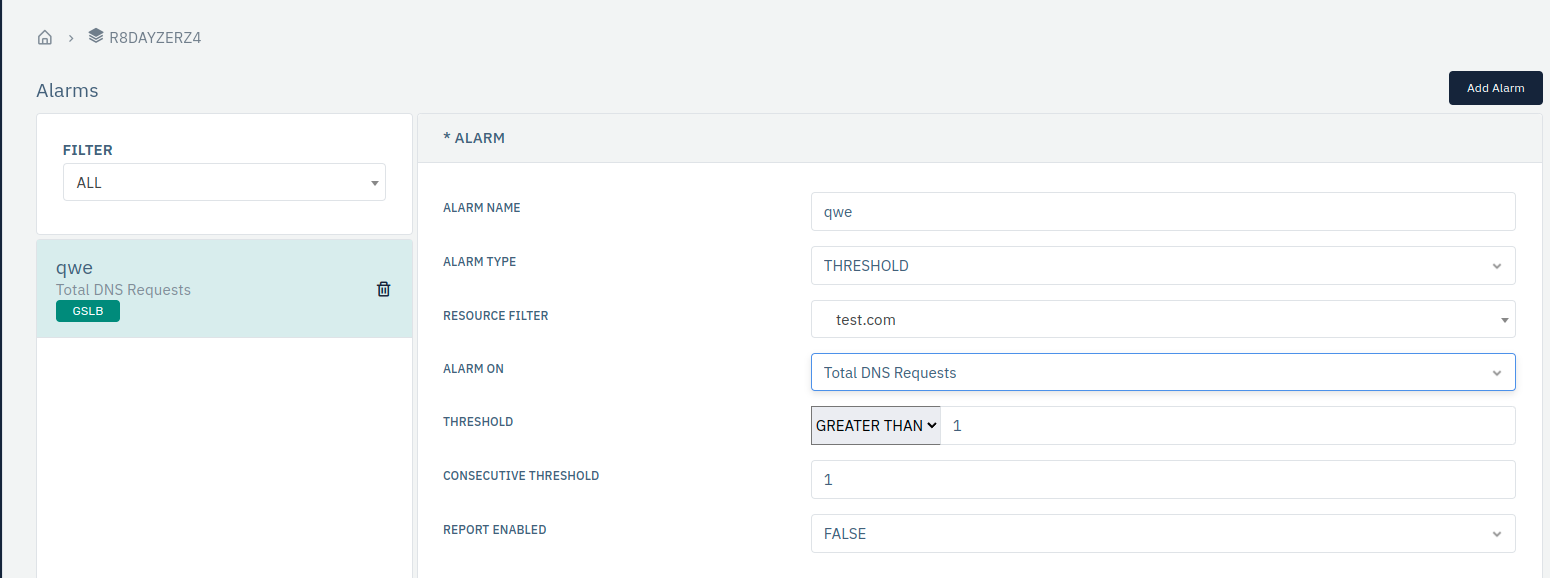 R8DAYZERZ4
Alarms
Add Alarm
FILTER
ALL
qwe
Total DNS Requests
GSLB
* ALARM
ALARM NAME
qwe
ALARM TYPE
THRESHOLD
RESOURCE FILTER
test.com
ALARM ON
Total DNS Requests
THRESHOLD
GREATER THAN 1
CONSECUTIVE THRESHOLD
1
REPORT ENABLED
FALSE